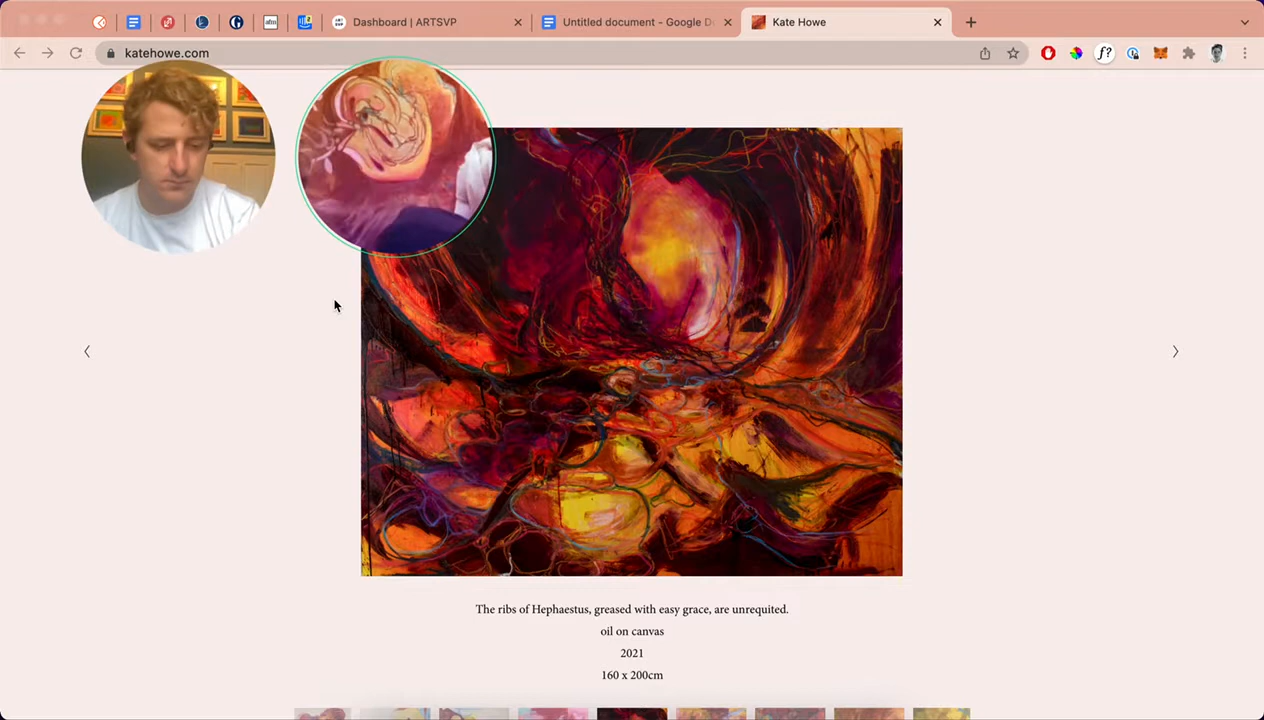 Dashboard | ARTSVP
Untitled document - Google D
Kate Howe
katehowe.com
f?
The ribs of Hephaestus, greased with easy grace, are unrequited.
oil on canvas
2021
160 x 200cm